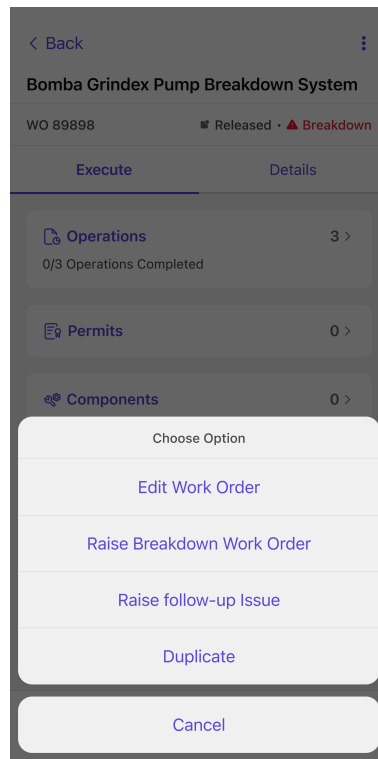 Back
Bomba Grindex Pump Breakdown System
WO 89898 Released · Breakdown
Execute Details
Operations 3
0/3 Operations Completed
Permits 0
Components 0
Choose Option
Edit Work Order
Raise Breakdown Work Order
Raise follow-up Issue
Duplicate
Cancel